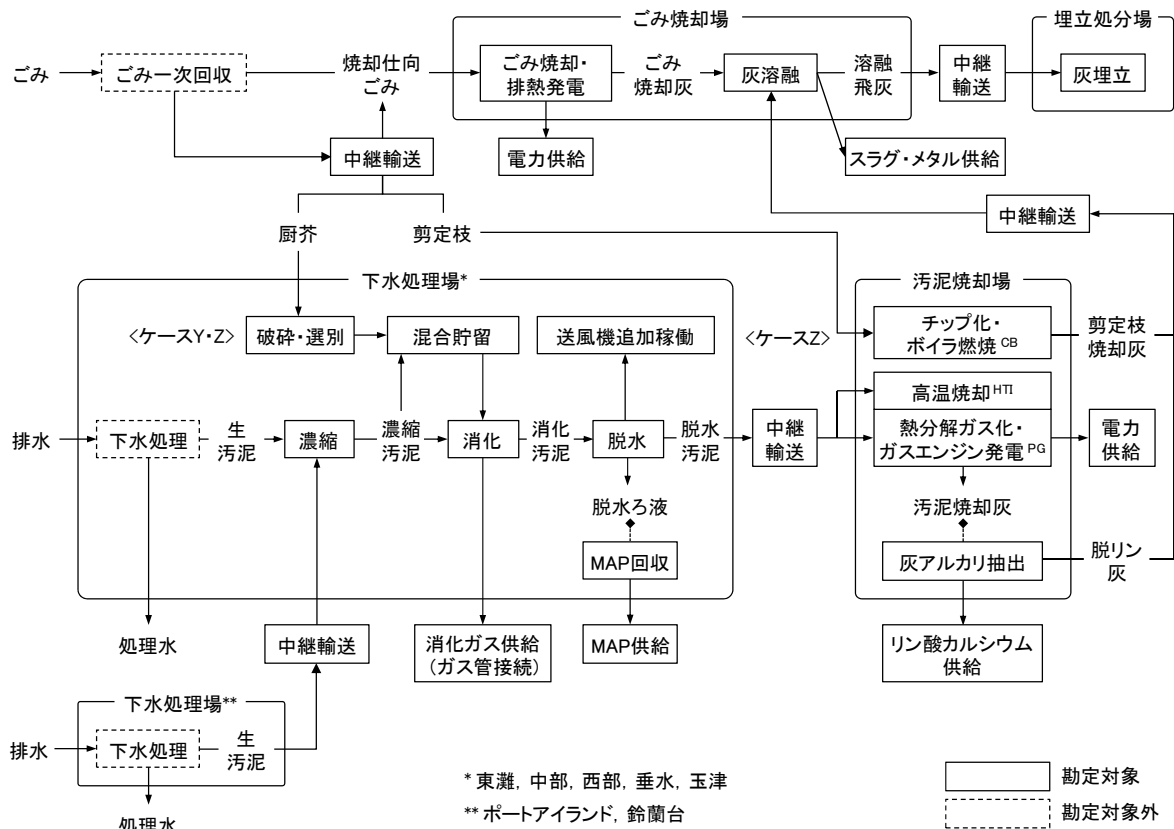 ごみ焼却場
埋立処分場
ごみ
ごみ一次回収
焼却仕向
ごみ
ごみ焼却・
排熱発電
ごみ
焼却灰
灰溶融
溶融
飛灰
中継
輸送
灰埋立
中継輸送
電力供給
スラグ・メタル供給
中継輸送
厨芥
剪定枝
下水処理場*
汚泥焼却場
<ケースY・Z>
破砕・選別
混合貯留
送風機追加稼働
<ケースZ>
チップ化・
ボイラ燃焼 CB
剪定枝
焼却灰
排水
下水処理
生
汚泥
濃縮
濃縮
汚泥
消化
消化
汚泥
脱水
脱水
汚泥
中継
輸送
高温焼却 HTI
熱分解ガス化・
ガスエンジン発電 PG
電力
供給
脱水ろ液
汚泥焼却灰
MAP回収
灰アルカリ抽出
脱リン
灰
処理水
中継輸送
消化ガス供給
(ガス管接続)
MAP供給
リン酸カルシウム
供給
下水処理場**
排水
下水処理
生
汚泥
処理水
* 東灘, 中部, 西部, 垂水, 玉津
** ポートアイランド, 鈴蘭台
勘定対象
勘定対象外